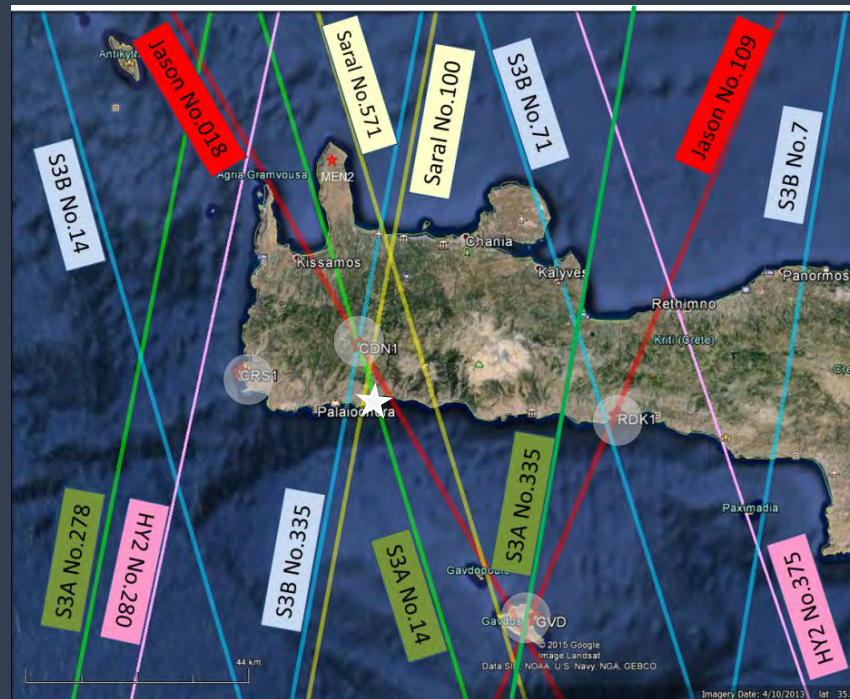 Antikyth
Jason No.018
Saral No.571
Saral No.100
S3B No.71
Jason No.109
S3B No.7
S3B No.14
Agria Gramvousa
MEN2
Chania
Kissamos
Kalyves
Panormos
Rethimno
Kriti (Crete)
Cre
CDN1
CRS1
Palaiochora
RDK1
S3A No.278
HY2 No.280
S3B No.335
S3A No.14
S3A No.335
Paximadia
HY2 No.375
Gavdopoula
Gavdos
GVD
© 2015 Google
Image Landsat
Data SIO, NOAA, U.S. Navy, NGA, GEBCO
44 km
Imagery Date: 4/10/2013 lat 35